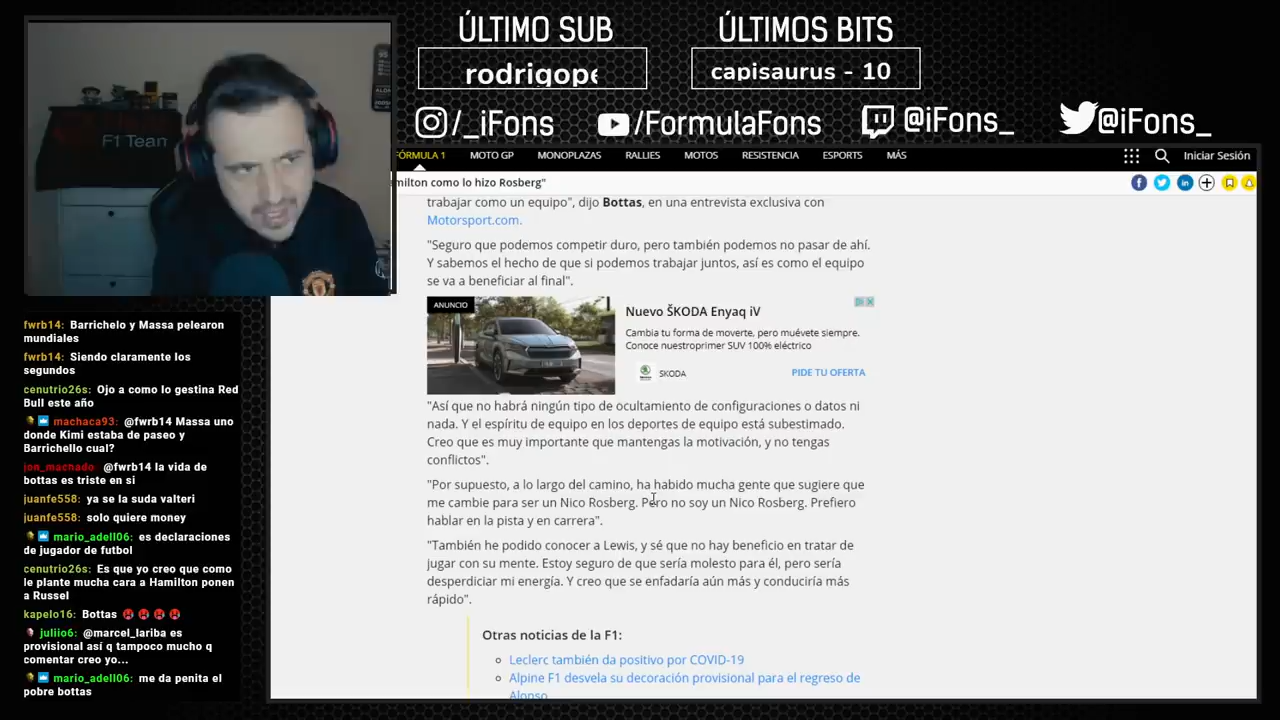 ÚLTIMO SUB
ÚLTIMOS BITS
rodrigope
capisaurus - 10
/_iFons
/FormulaFons
@iFons_
@iFons_
F1 Team
FÓRMULA 1 MOTO GP MONOPLAZAS RALLIES MOTOS RESISTENCIA ESPORTS MÁS Iniciar Sesión
milton como lo hizo Rosberg"
trabajar como un equipo", dijo Bottas, en una entrevista exclusiva con
Motorsport.com.
"Seguro que podemos competir duro, pero también podemos no pasar de ahí.
Y sabemos el hecho de que si podemos trabajar juntos, así es como el equipo
se va a beneficiar al final".
ANUNCIO
Nuevo ŠKODA Enyaq iV
Cambia tu forma de moverte, pero muévete siempre.
Conoce nuestroprimer SUV 100% eléctrico
SKODA
PIDE TU OFERTA
"Así que no habrá ningún tipo de ocultamiento de configuraciones o datos ni
nada. Y el espíritu de equipo en los deportes de equipo está subestimado.
Creo que es muy importante que mantengas la motivación, y no tengas
conflictos".
"Por supuesto, a lo largo del camino, ha habido mucha gente que sugiere que
me cambie para ser un Nico Rosberg. Pero no soy un Nico Rosberg. Prefiero
hablar en la pista y en carrera".
"También he podido conocer a Lewis, y sé que no hay beneficio en tratar de
jugar con su mente. Estoy seguro de que sería molesto para él, pero sería
desperdiciar mi energía. Y creo que se enfadaría aún más y conduciría más
rápido".
Otras noticias de la F1:
Leclerc también da positivo por COVID-19
Alpine F1 desvela su decoración provisional para el regreso de
Alonso
fwrb14: Barrichelo y Massa pelearon
mundiales
fwrb14: Siendo claramente los
segundos
cenutrio26s: Ojo a como lo gestina Red
Bull este año
machaca93: @fwrb14 Massa uno
donde Kimi estaba de paseo y
Barrichello cual?
jon_machado: @fwrb14 la vida de
bottas es triste en si
juanfe558: ya se la suda valteri
juanfe558: solo quiere money
mario_adell06: es declaraciones
de jugador de futbol
cenutrio26s: Es que yo creo que como
le plante mucha cara a Hamilton ponen
a Russel
kapelo16: Bottas
juliio6: @marcel_lariba es
provisional así q tampoco mucho q
comentar creo yo...
mario_adell06: me da penita el
pobre bottas